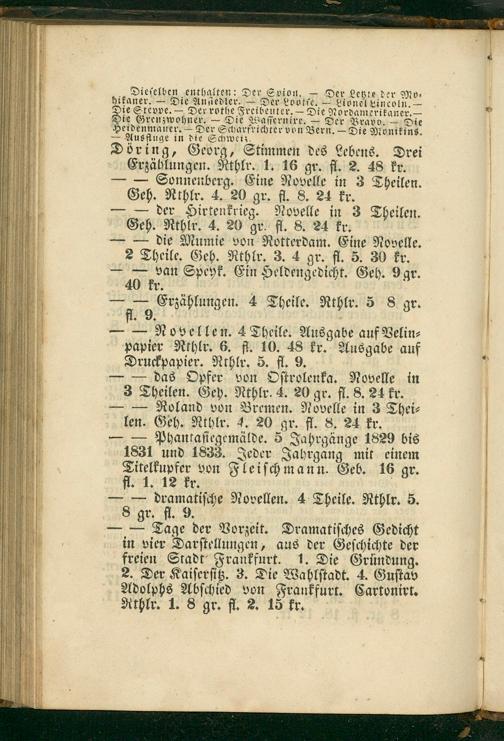 Dieselben enthalten: Der Spion. — Der Letzte der Mo-
hikaner. — Die Ansiedler. — Der Lootse. — Lionel Lincoln. —
Die Steppe. — Der rothe Freibeuter. — Die Nordamerikaner. —
Die Grenzwohner. — Die Wassernixe. — Der Bravo. — Die
Heidenmauer. — Der Scharfrichter von Bern. — Die Monikins.
— Ausflüge in die Schweiz.
Döring, Georg, Stimmen des Lebens. Drei
Erzählungen. Rthlr. 1. 16 gr. fl. 2. 48 kr.
— — Sonnenberg. Eine Novelle in 3 Theilen.
Geh. Rthlr. 4. 20 gr. fl. 8. 24 kr.
— — der Hirtenkrieg. Novelle in 3 Theilen.
Geh. Rthlr. 4. 20 gr. fl. 8. 24 kr.
— — die Mumie von Rotterdam. Eine Novelle.
2 Theile. Geh. Rthlr. 3. 4 gr. fl. 5. 30 kr.
— — van Speyk. Ein Heldengedicht. Geh. 9 gr.
40 kr.
— — Erzählungen. 4 Theile. Rthlr. 5 8 gr.
fl. 9.
— — Novellen. 4 Theile. Ausgabe auf Velin-
papier Rthlr. 6. fl. 10. 48 kr. Ausgabe auf
Druckpapier. Rthlr. 5. fl. 9.
— — das Opfer von Ostrolenka. Novelle in
3 Theilen. Geh. Rthlr. 4. 20 gr. fl. 8. 24 kr.
— — Roland von Bremen. Novelle in 3 Thei-
len. Geh. Rthlr. 4. 20 gr. fl. 8. 24 kr.
— — Phantasiegemälde. 5 Jahrgänge 1829 bis
1831 und 1833. Jeder Jahrgang mit einem
Titelkupfer von Fleischmann. Geb. 16 gr.
fl. 1. 12 kr.
— — dramatische Novellen. 4 Theile. Rthlr. 5.
8 gr. fl. 9.
— — Tage der Vorzeit. Dramatisches Gedicht
in vier Darstellungen, aus der Geschichte der
freien Stadt Frankfurt. 1. Die Gründung.
2. Der Kaisersitz. 3. Die Wahlstadt. 4. Gustav
Adolphs Abschied von Frankfurt. Cartonirt.
Rthlr. 1. 8 gr. fl. 2. 15 kr.